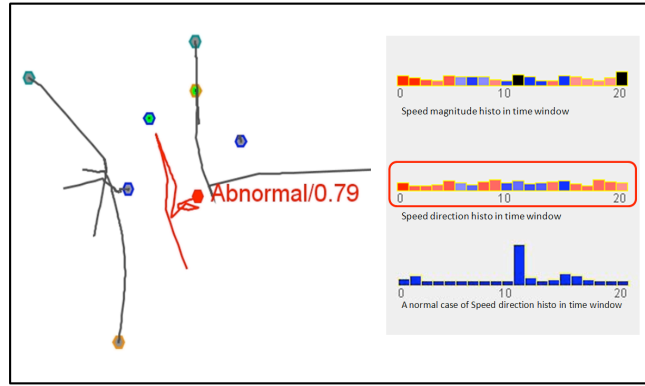 Abnormal/0.79
0 10 20
Speed magnitude histo in time window
0 10 20
Speed direction histo in time window
0 10 20
A normal case of Speed direction histo in time window